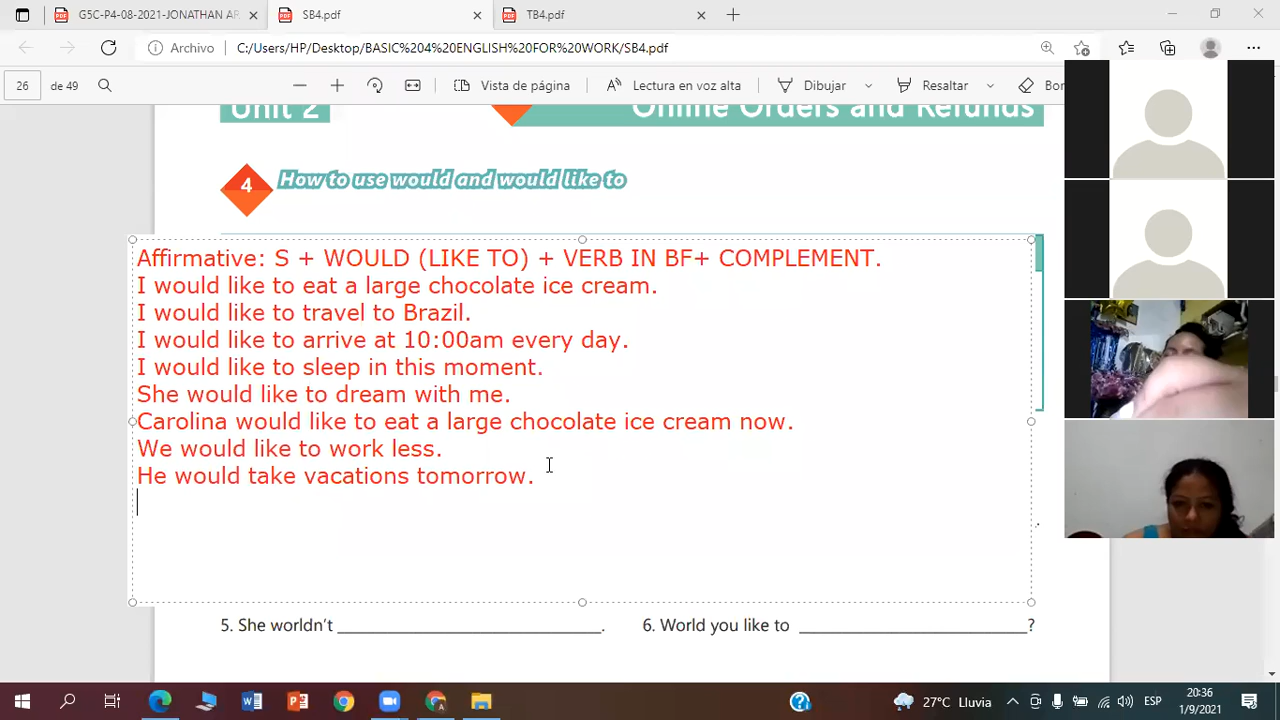 G5C-P4-08-2021-JONATHAN AR
SB4.pdf
TB4.pdf
Archivo
C:/Users/HP/Desktop/BASIC%204%20ENGLISH%20FOR%20WORK/SB4.pdf
26
de 49
Vista de página
Lectura en voz alta
Dibujar
Resaltar
Bor
Unit 2
Online Orders and Refunds
4
How to use would and would like to
Affirmative: S + WOULD (LIKE TO) + VERB IN BF+ COMPLEMENT.
I would like to eat a large chocolate ice cream.
I would like to travel to Brazil.
I would like to arrive at 10:00am every day.
I would like to sleep in this moment.
She would like to dream with me.
Carolina would like to eat a large chocolate ice cream now.
We would like to work less.
He would take vacations tomorrow.
5. She worldn't ____________________________.
6. World you like to ________________________?
27°C Lluvia
ESP
20:36
1/9/2021